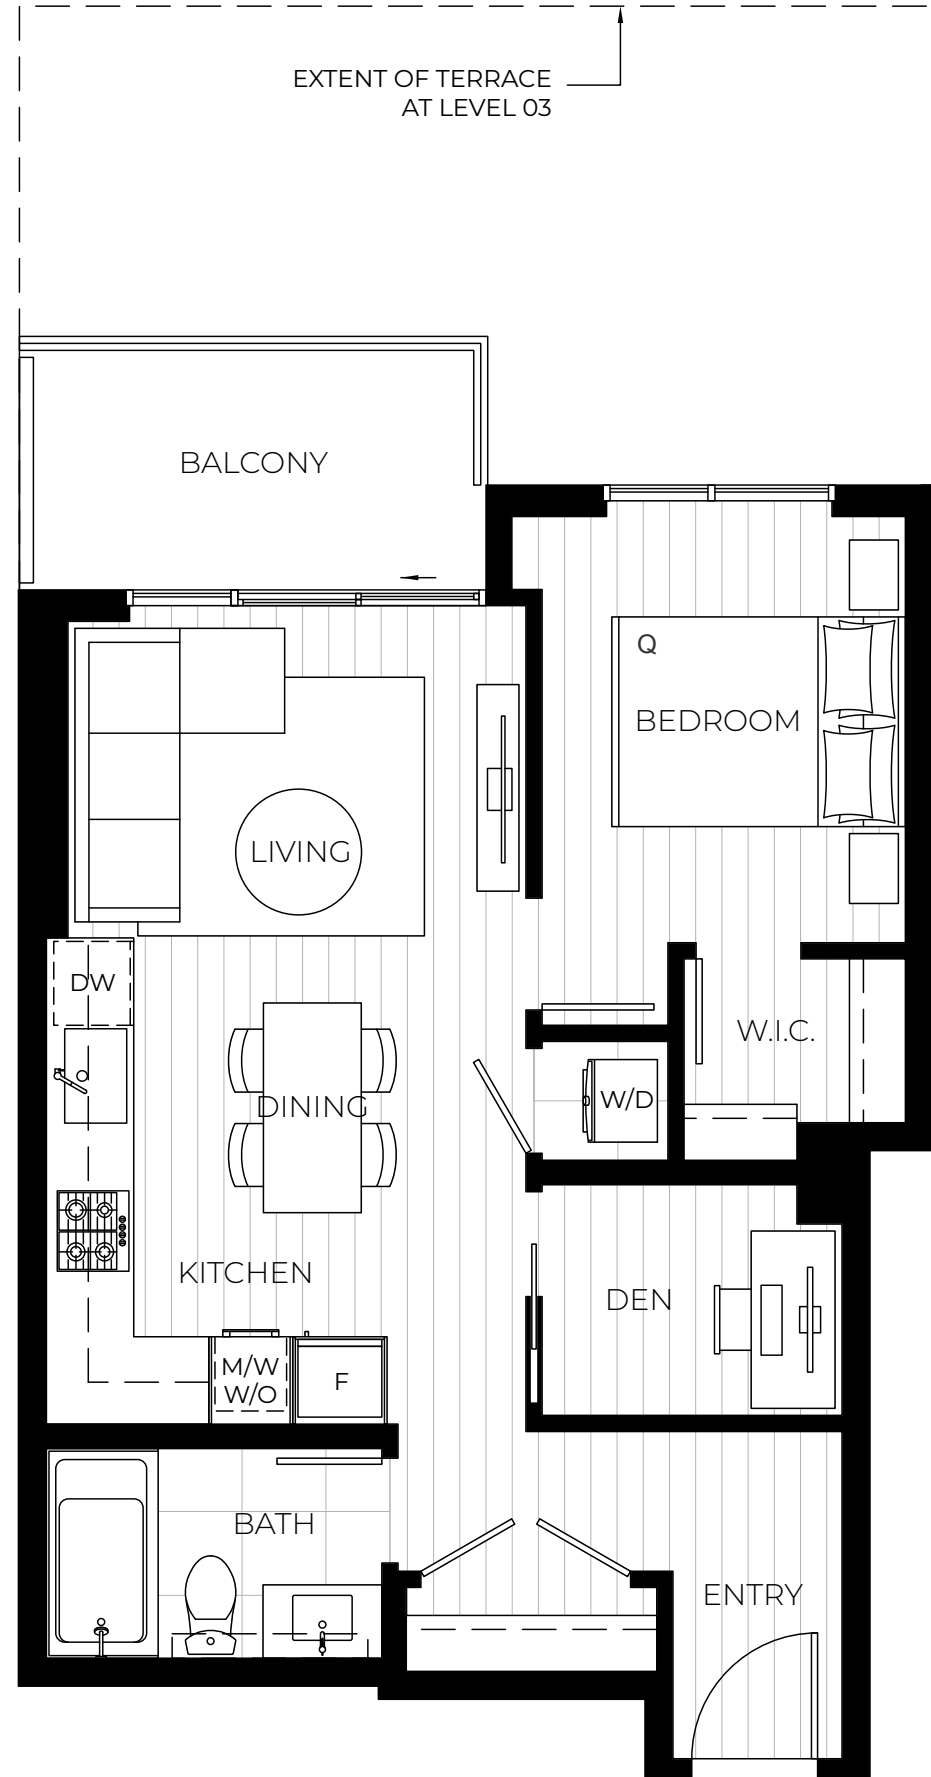 EXTENT OF TERRACE
AT LEVEL 03
BALCONY
Q
BEDROOM
LIVING
DW
W.I.C.
W/D
DINING
KITCHEN
DEN
M/W
W/O
F
BATH
ENTRY